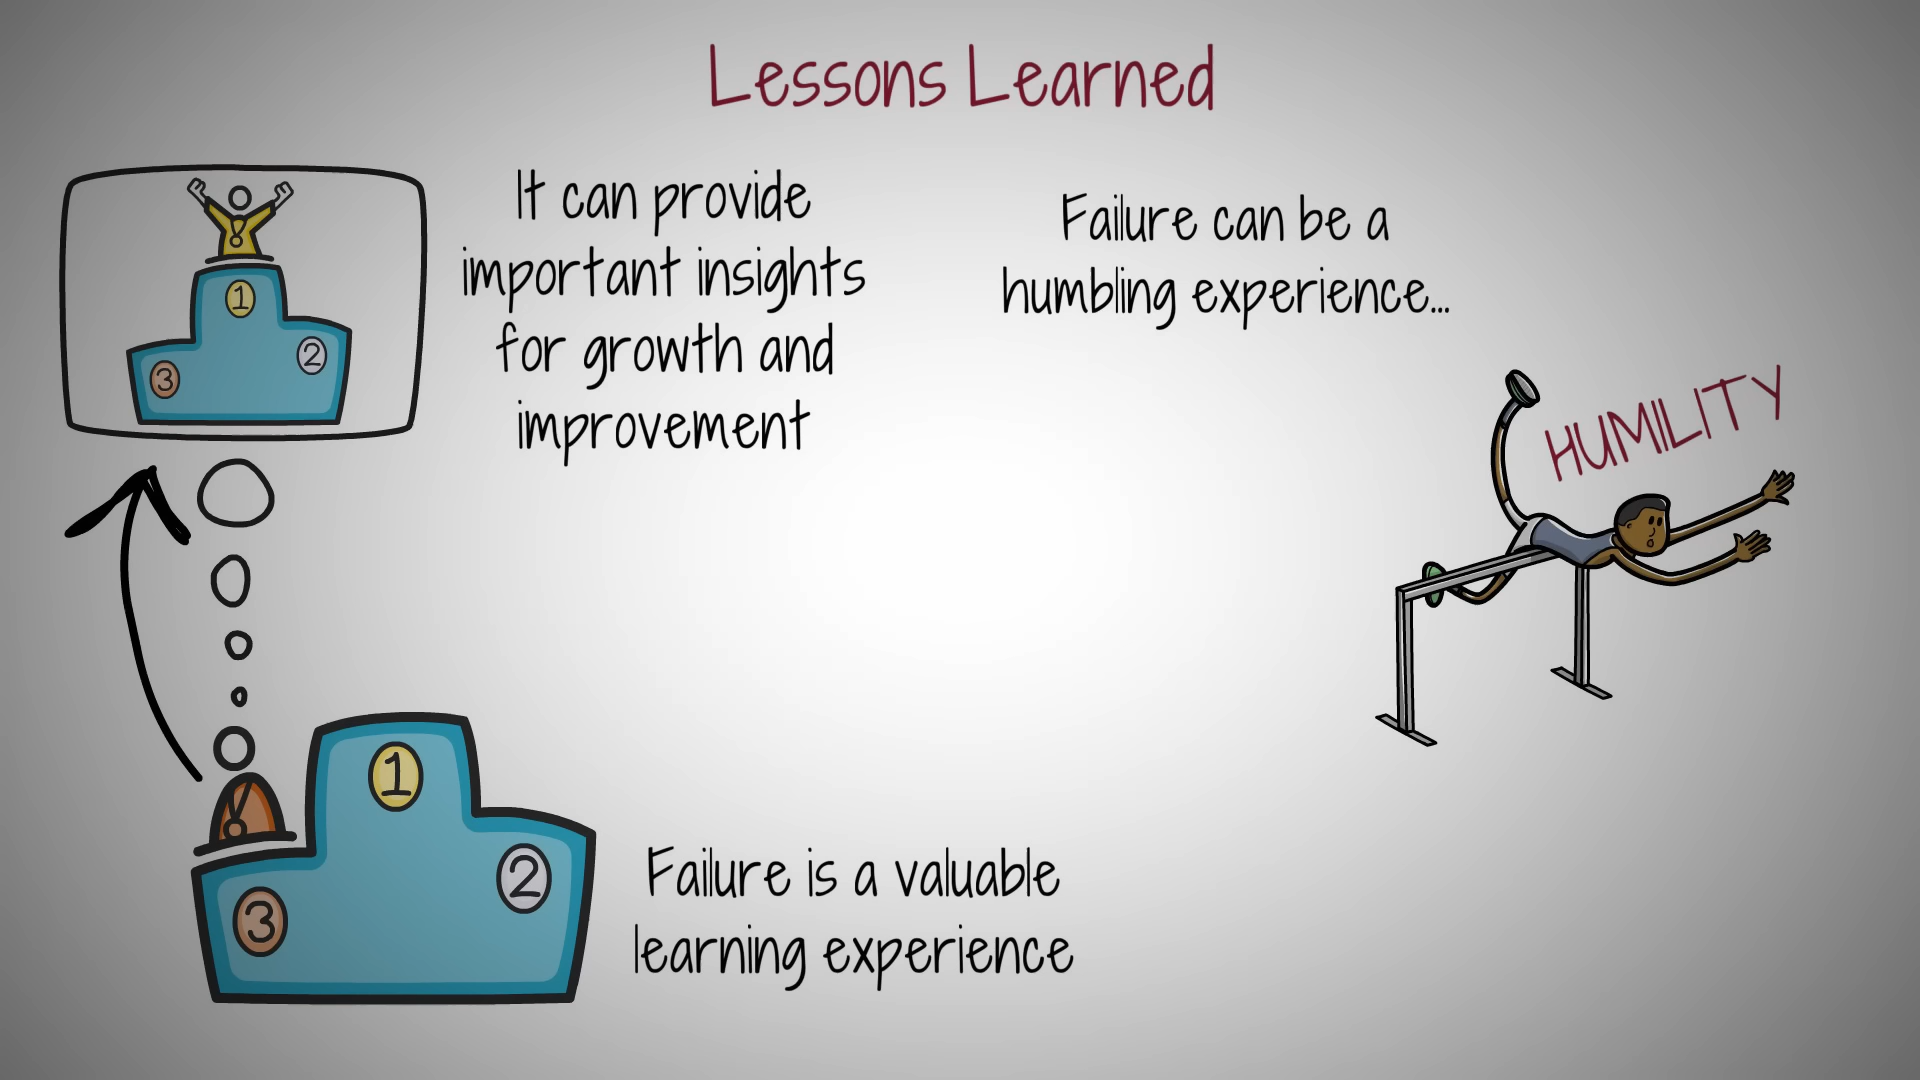 Lessons Learned
1
2
3
It can provide
important insights
for growth and
improvement
Failure can be a
humbling experience...
HUMILITY
1
2
3
Failure is a valuable
learning experience